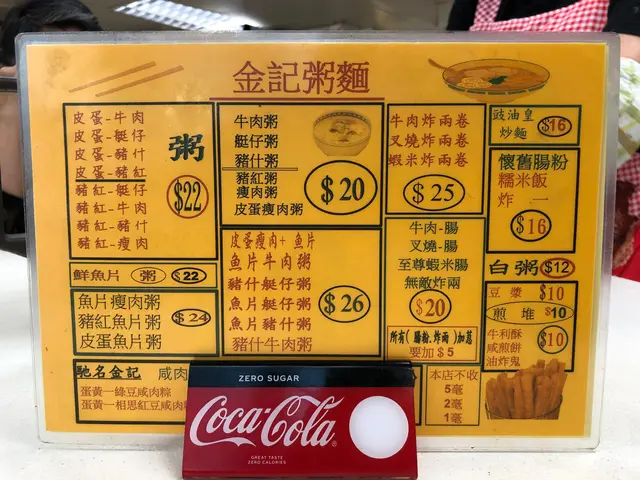 金記粥麵
皮蛋-牛肉
皮蛋-艇仔
皮蛋-豬什
皮蛋-豬紅
豬紅-艇仔
豬紅-牛肉
豬紅-豬什
豬紅-瘦肉
粥
$22
鮮魚片 粥 $22
魚片瘦肉粥
豬紅魚片粥
皮蛋魚片粥
$24
牛肉粥
艇仔粥
豬什粥
豬紅粥
瘦肉粥
皮蛋瘦肉粥
$20
皮蛋瘦肉+魚片
魚片牛肉粥
豬什艇仔粥
魚片艇仔粥
魚片豬什粥
豬什牛肉粥
$26
牛肉炸兩卷
叉燒炸兩卷
蝦米炸兩卷
$25
牛肉-腸
叉燒-腸
至尊蝦米腸
無敵炸兩
$20
所有(腸粉.炸兩)加蔥
要加$5
豉油皇
炒麵
$16
懷舊腸粉
糯米飯
炸一
$16
白粥 $12
豆漿 $10
煎堆 $10
牛利酥
咸煎餅
油炸鬼
$10
馳名金記 咸肉
蛋黃一綠豆咸肉粽
蛋黃一相思紅豆咸肉
本店不收
5毫
2毫
1毫
ZERO SUGAR
Coca-Cola
GREAT TASTE
ZERO CALORIES